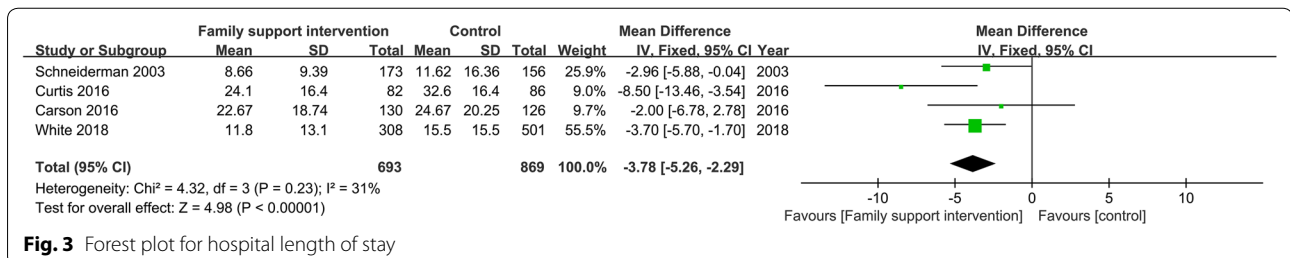 Family support intervention Control Mean Difference Mean Difference
Study or Subgroup Mean SD Total Mean SD Total Weight IV, Fixed, 95% CI Year IV, Fixed, 95% CI
Schneiderman 2003 8.66 9.39 173 11.62 16.36 156 25.9% -2.96 [-5.88, -0.04] 2003
Curtis 2016 24.1 16.4 82 32.6 16.4 86 9.0% -8.50 [-13.46, -3.54] 2016
Carson 2016 22.67 18.74 130 24.67 20.25 126 9.7% -2.00 [-6.78, 2.78] 2016
White 2018 11.8 13.1 308 15.5 15.5 501 55.5% -3.70 [-5.70, -1.70] 2018
Total (95% CI) 693 869 100.0% -3.78 [-5.26, -2.29]
Heterogeneity: Chi² = 4.32, df = 3 (P = 0.23); I² = 31%
Test for overall effect: Z = 4.98 (P < 0.00001)
-10 -5 0 5 10
Favours [Family support intervention] Favours [control]
Fig. 3 Forest plot for hospital length of stay